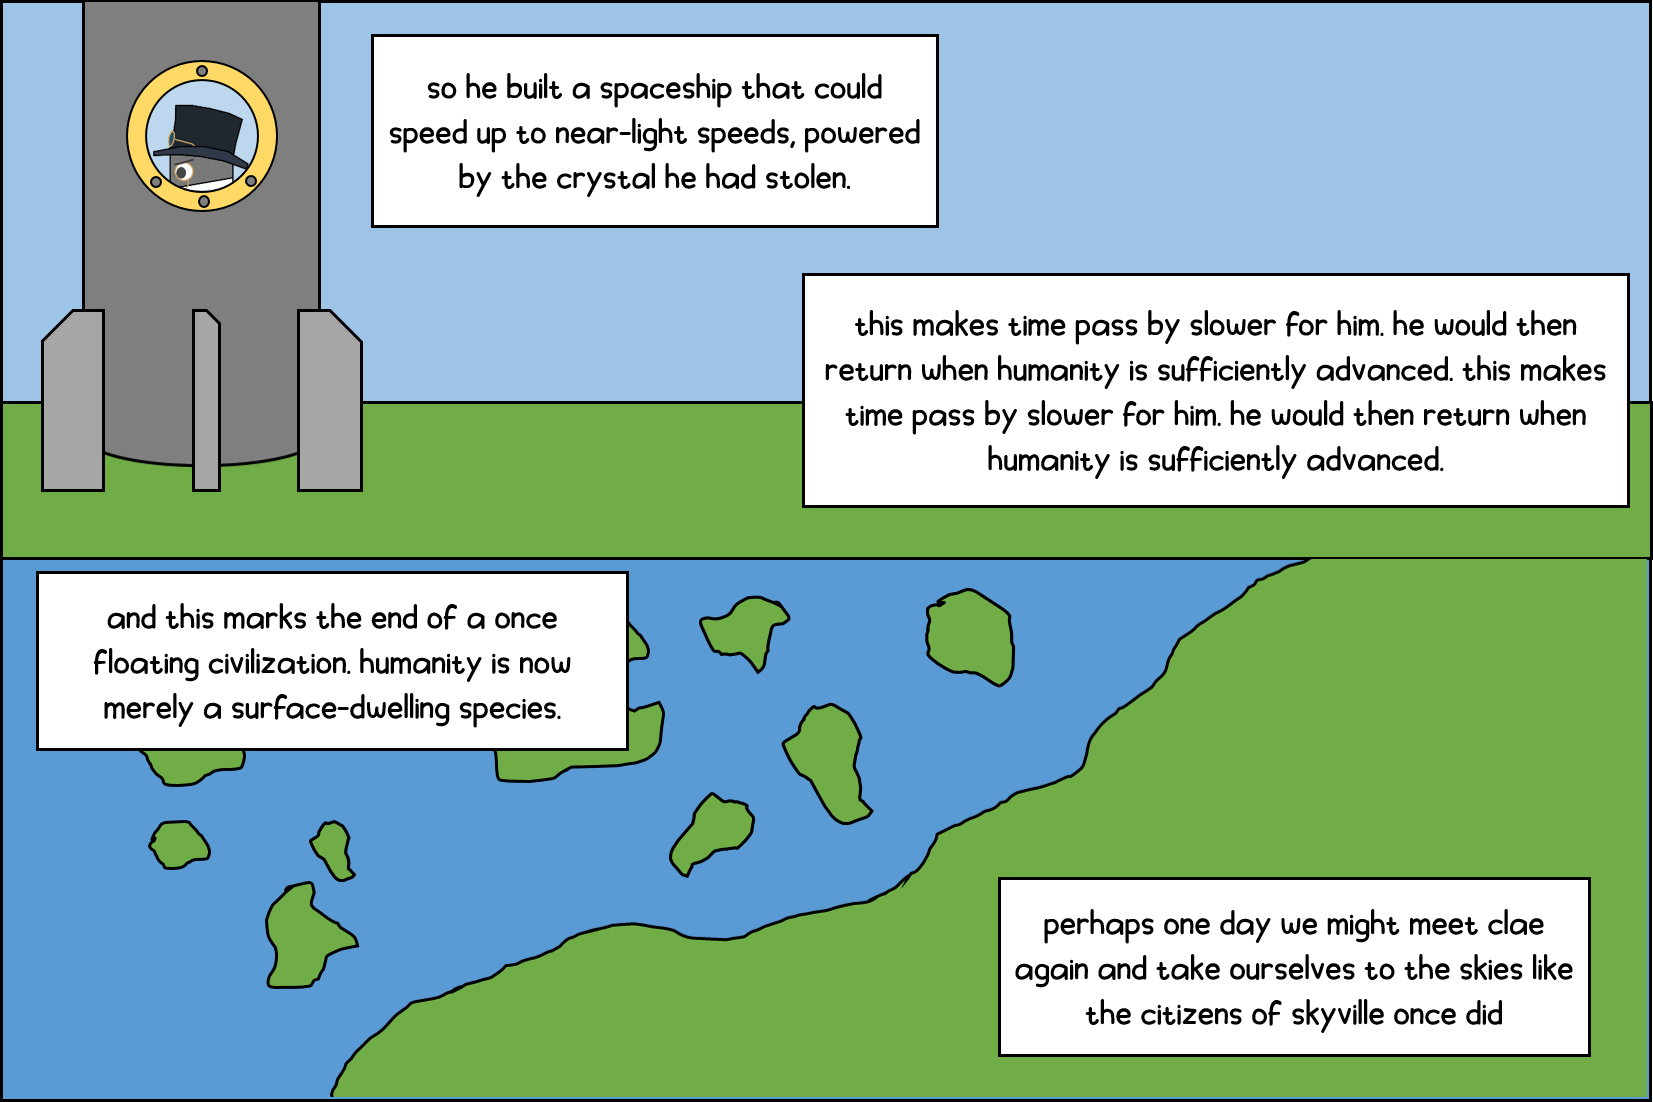 so he built a spaceship that could
speed up to near-light speeds, powered
by the crystal he had stolen.
this makes time pass by slower for him. he would then
return when humanity is sufficiently advanced. this makes
time pass by slower for him. he would then return when
humanity is sufficiently advanced.
and this marks the end of a once
floating civilization. humanity is now
merely a surface-dwelling species.
perhaps one day we might meet clae
again and take ourselves to the skies like
the citizens of skyville once did